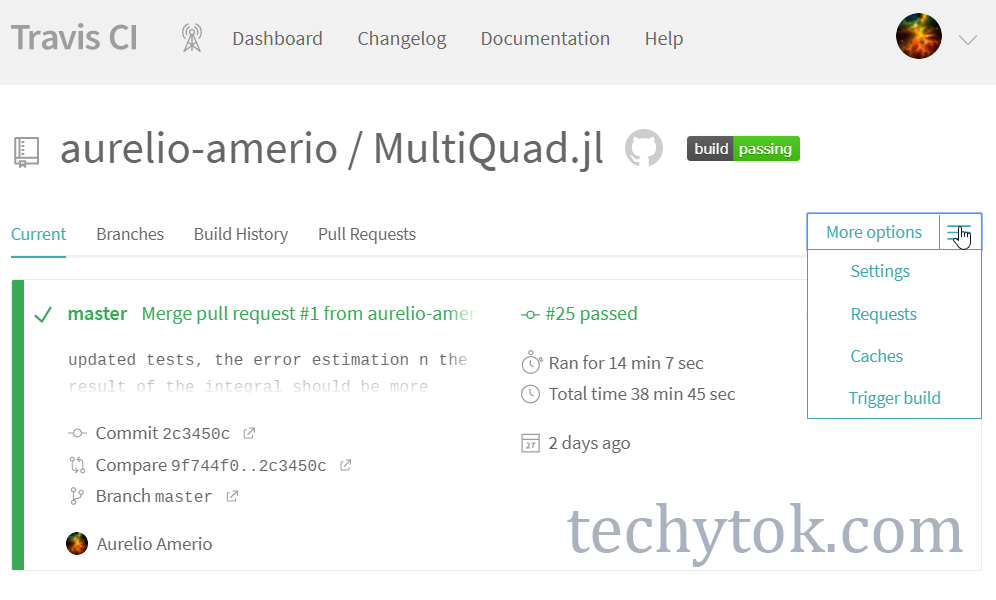 Travis CI Dashboard Changelog Documentation Help
aurelio-amerio / MultiQuad.jl build passing
Current Branches Build History Pull Requests More options
Settings
Requests
Caches
Trigger build
master Merge pull request #1 from aurelio-amer
updated tests, the error estimation n the
result of the integral should be more
Commit 2c3450c
Compare 9f744f0..2c3450c
Branch master
Aurelio Amerio
#25 passed
Ran for 14 min 7 sec
Total time 38 min 45 sec
27 2 days ago
techytok.com